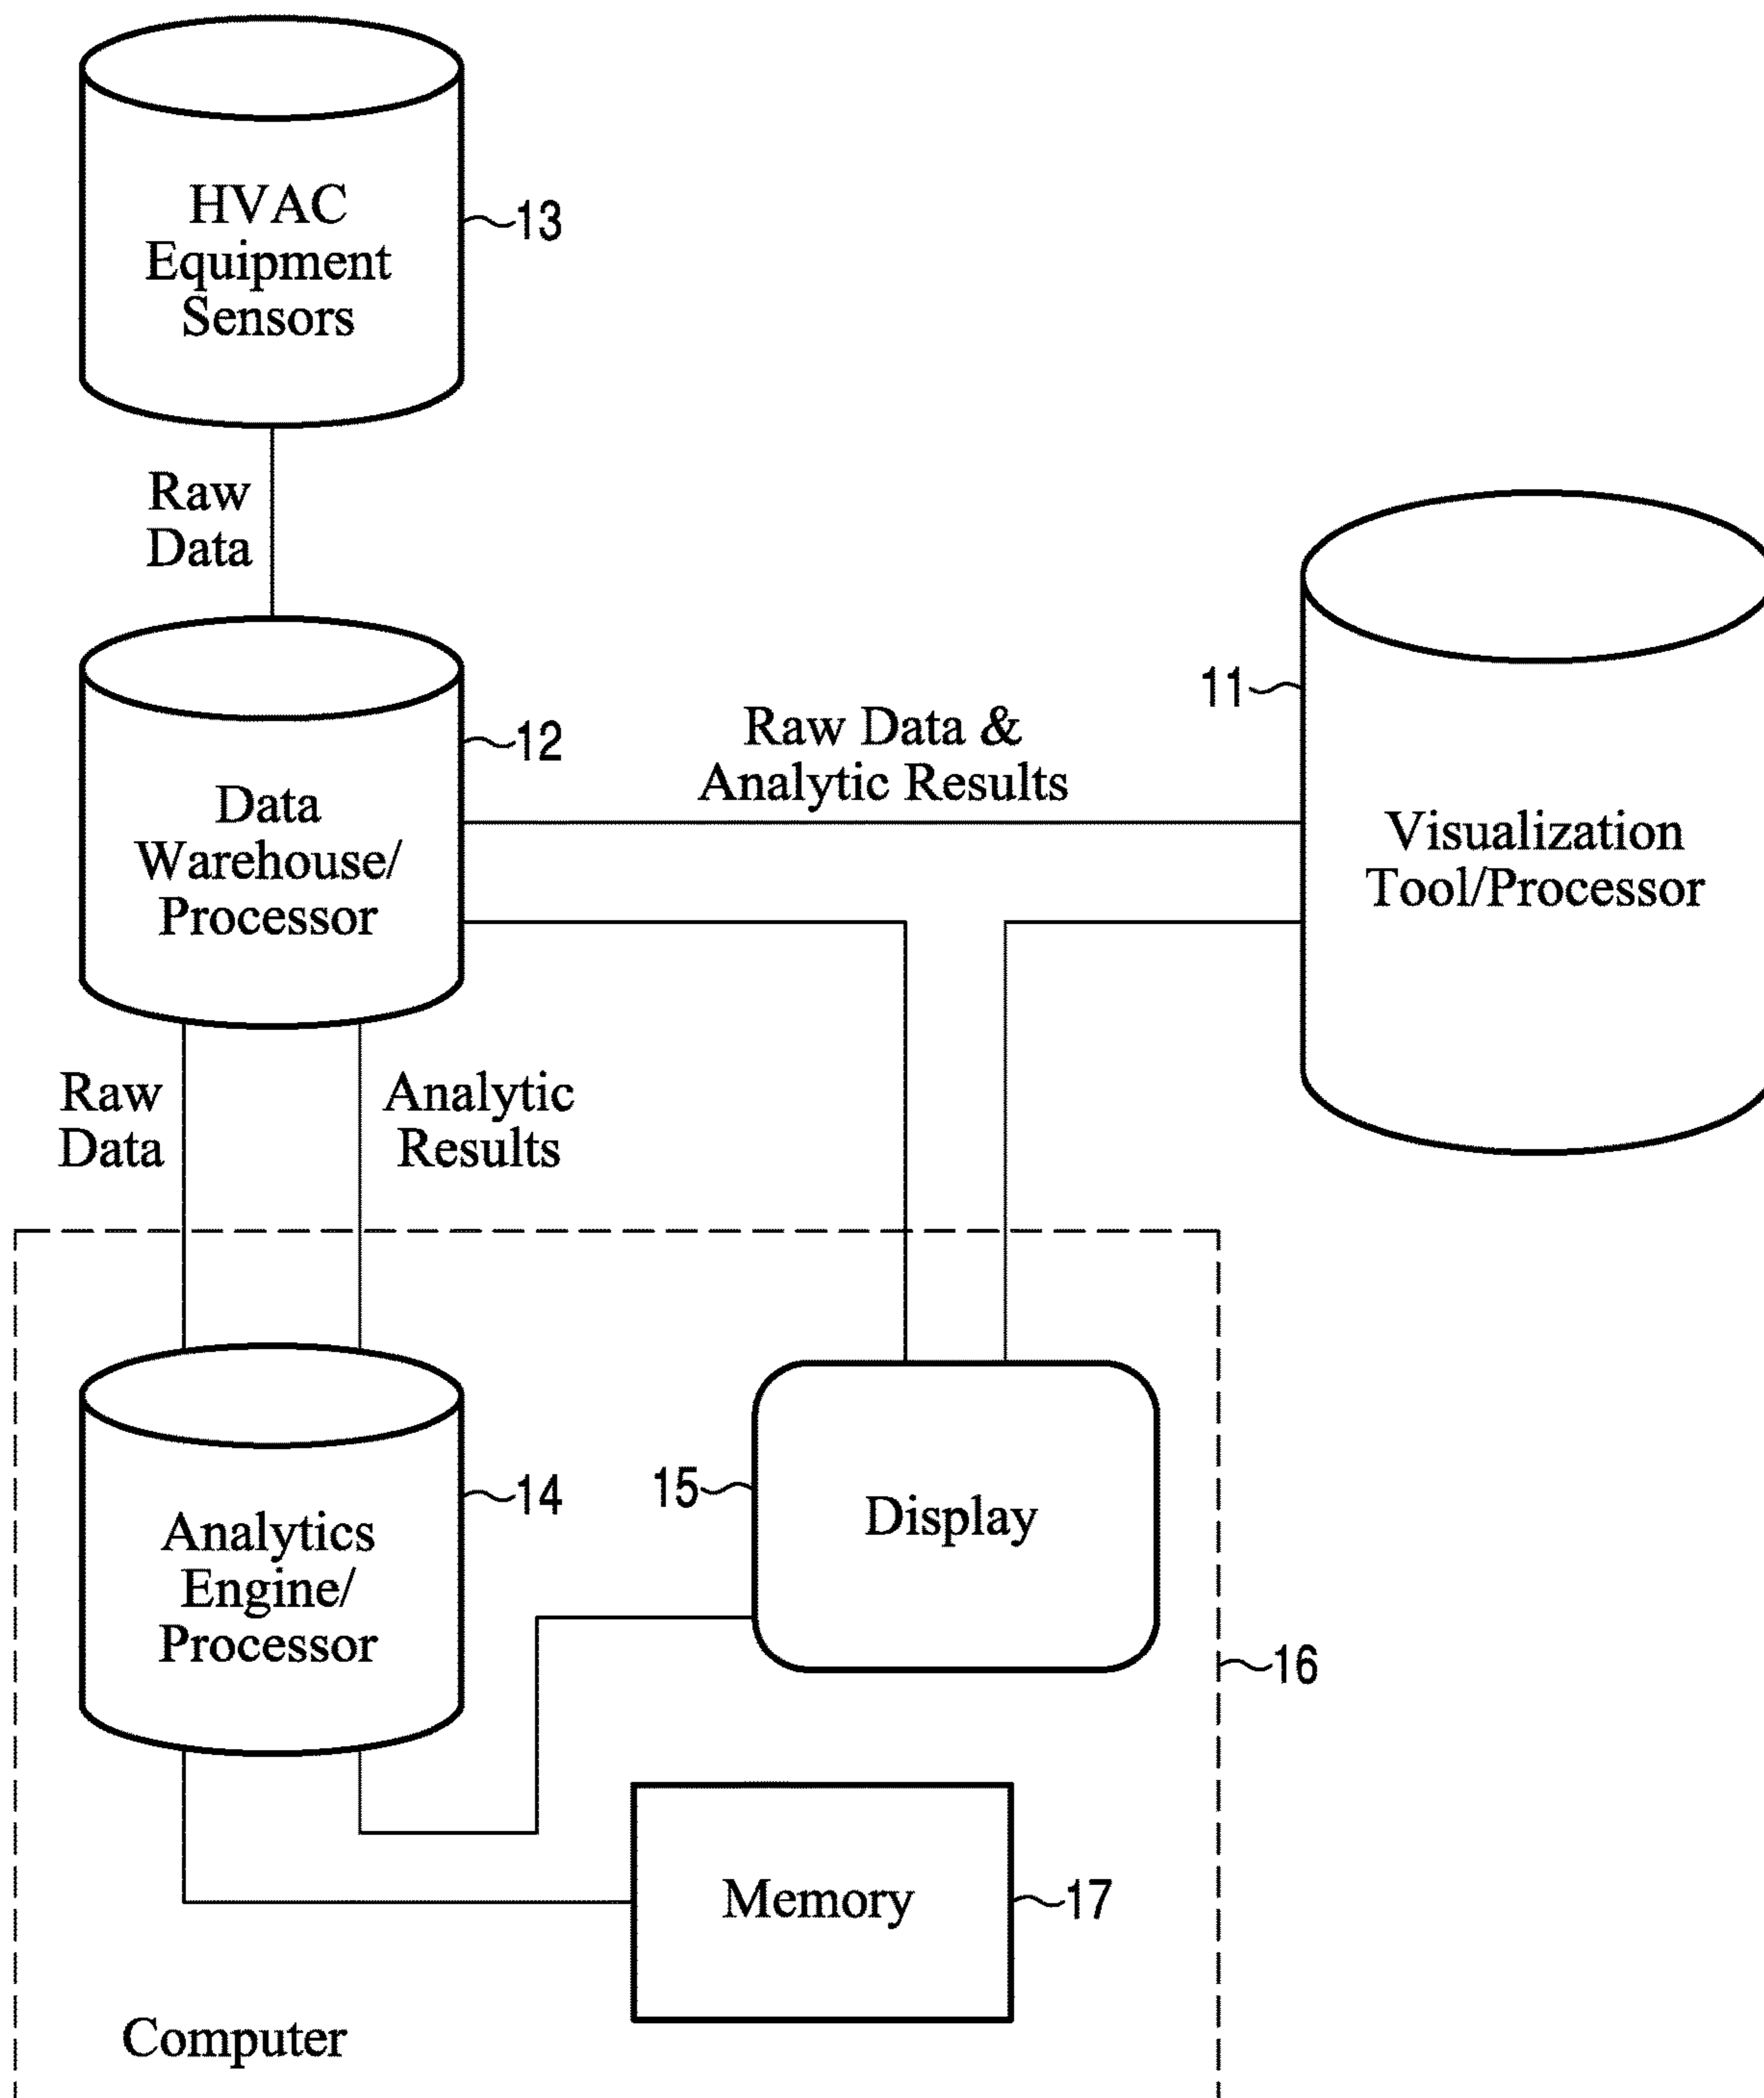 HVAC
Equipment
Sensors
13
Raw
Data
12
Data
Warehouse/
Processor
Raw Data &
Analytic Results
11
Visualization
Tool/Processor
Raw
Data
Analytic
Results
14
Analytics
Engine/
Processor
15
Display
16
Memory
17
Computer